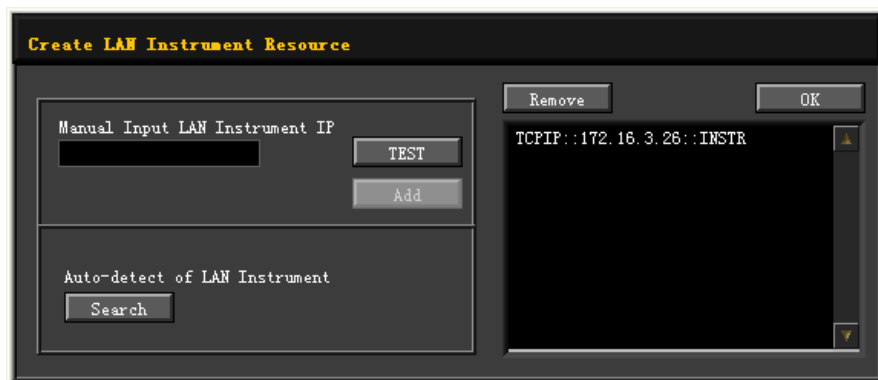 Create LAN Instrument Resource
Manual Input LAN Instrument IP
TEST
Add
Auto-detect of LAN Instrument
Search
Remove
OK
TCPIP::172.16.3.26::INSTR